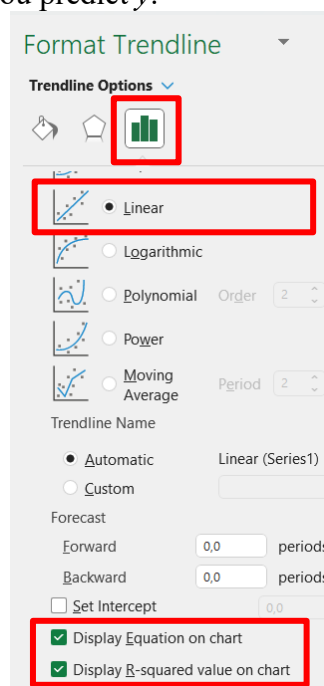 ou predict y.
Format Trendline
Trendline Options
Linear
Logarithmic
Polynomial Order 2
Power
Moving Average Period 2
Trendline Name
Automatic Linear (Series1)
Custom
Forecast
Forward 0,0 periods
Backward 0,0 periods
Set Intercept 0,0
Display Equation on chart
Display R-squared value on chart